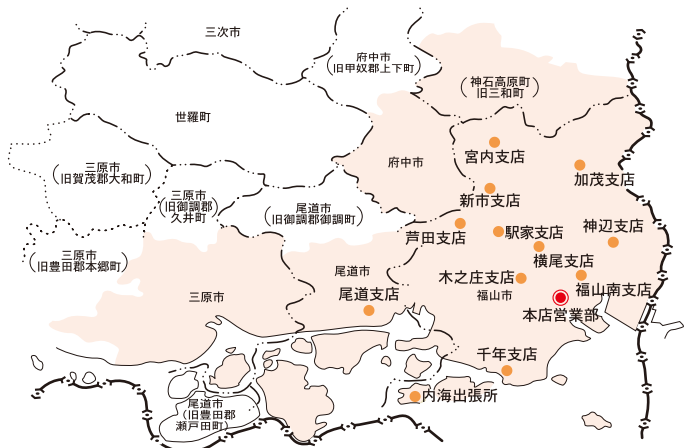 三次市
府中市
(旧甲奴郡上下町)
(神石高原町
旧三和町)
世羅町
宮内支店
府中市
加茂支店
三原市
(旧賀茂郡大和町)
新市支店
三原市
(旧御調郡
久井町)
尾道市
(旧御調郡御調町)
芦田支店
駅家支店
神辺支店
三原市
(旧豊田郡本郷町)
横尾支店
尾道市
木之庄支店
福山南支店
三原市
尾道支店
福山市
本店営業部
千年支店
内海出張所
尾道市
(旧豊田郡
瀬戸田町)